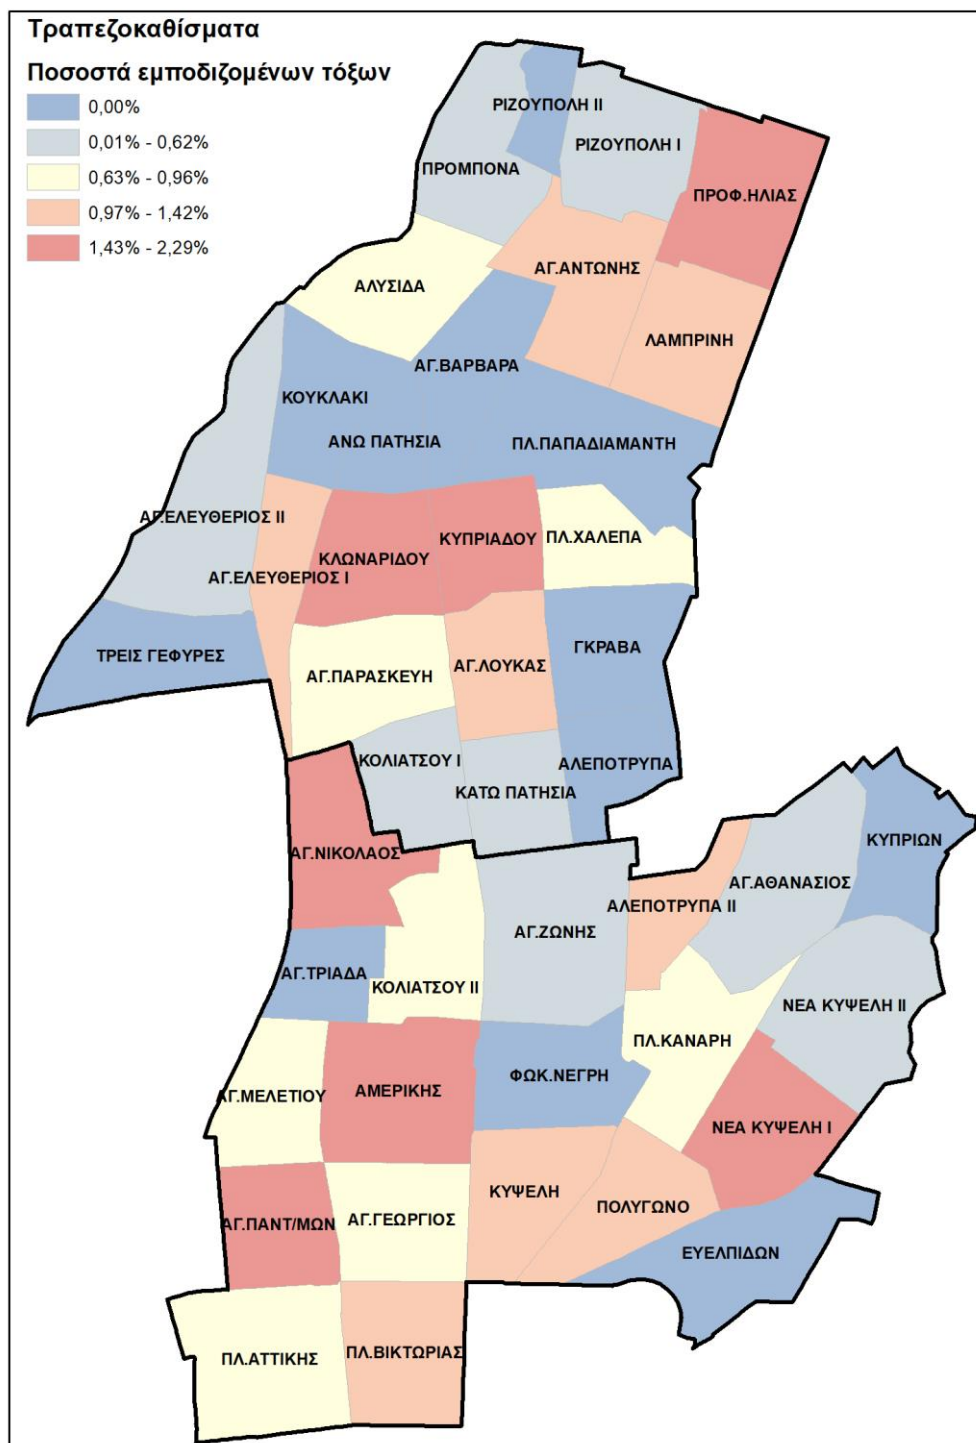 Τραπεζοκαθίσματα
Ποσοστά εμποδιζομένων τόξων
0,00%
0,01% - 0,62%
0,63% - 0,96%
0,97% - 1,42%
1,43% - 2,29%
ΡΙΖΟΥΠΟΛΗ ΙΙ
ΡΙΖΟΥΠΟΛΗ Ι
ΠΡΟΜΠΟΝΑ
ΠΡΟΦ.ΗΛΙΑΣ
ΑΓ.ΑΝΤΩΝΗΣ
ΑΛΥΣΙΔΑ
ΛΑΜΠΡΙΝΗ
ΑΓ.ΒΑΡΒΑΡΑ
ΚΟΥΚΛΑΚΙ
ΑΝΩ ΠΑΤΗΣΙΑ
ΠΛ.ΠΑΠΑΔΙΑΜΑΝΤΗ
ΑΓ.ΕΛΕΥΘΕΡΙΟΣ ΙΙ
ΚΥΠΡΙΑΔΟΥ
ΠΛ.ΧΑΛΕΠΑ
ΚΛΩΝΑΡΙΔΟΥ
ΑΓ.ΕΛΕΥΘΕΡΙΟΣ Ι
ΓΚΡΑΒΑ
ΤΡΕΙΣ ΓΕΦΥΡΕΣ
ΑΓ.ΛΟΥΚΑΣ
ΑΓ.ΠΑΡΑΣΚΕΥΗ
ΚΟΛΙΑΤΣΟΥ Ι
ΑΛΕΠΟΤΡΥΠΑ
ΚΑΤΩ ΠΑΤΗΣΙΑ
ΚΥΠΡΙΩΝ
ΑΓ.ΝΙΚΟΛΑΟΣ
ΑΓ.ΑΘΑΝΑΣΙΟΣ
ΑΛΕΠΟΤΡΥΠΑ ΙΙ
ΑΓ.ΖΩΝΗΣ
ΑΓ.ΤΡΙΑΔΑ
ΚΟΛΙΑΤΣΟΥ ΙΙ
ΝΕΑ ΚΥΨΕΛΗ ΙΙ
ΠΛ.ΚΑΝΑΡΗ
ΦΩΚ.ΝΕΓΡΗ
ΑΜΕΡΙΚΗΣ
ΑΓ.ΜΕΛΕΤΙΟΥ
ΝΕΑ ΚΥΨΕΛΗ Ι
ΚΥΨΕΛΗ
ΠΟΛΥΓΩΝΟ
ΑΓ.ΓΕΩΡΓΙΟΣ
ΑΓ.ΠΑΝΤ/ΜΩΝ
ΕΥΕΛΠΙΔΩΝ
ΠΛ.ΒΙΚΤΩΡΙΑΣ
ΠΛ.ΑΤΤΙΚΗΣ